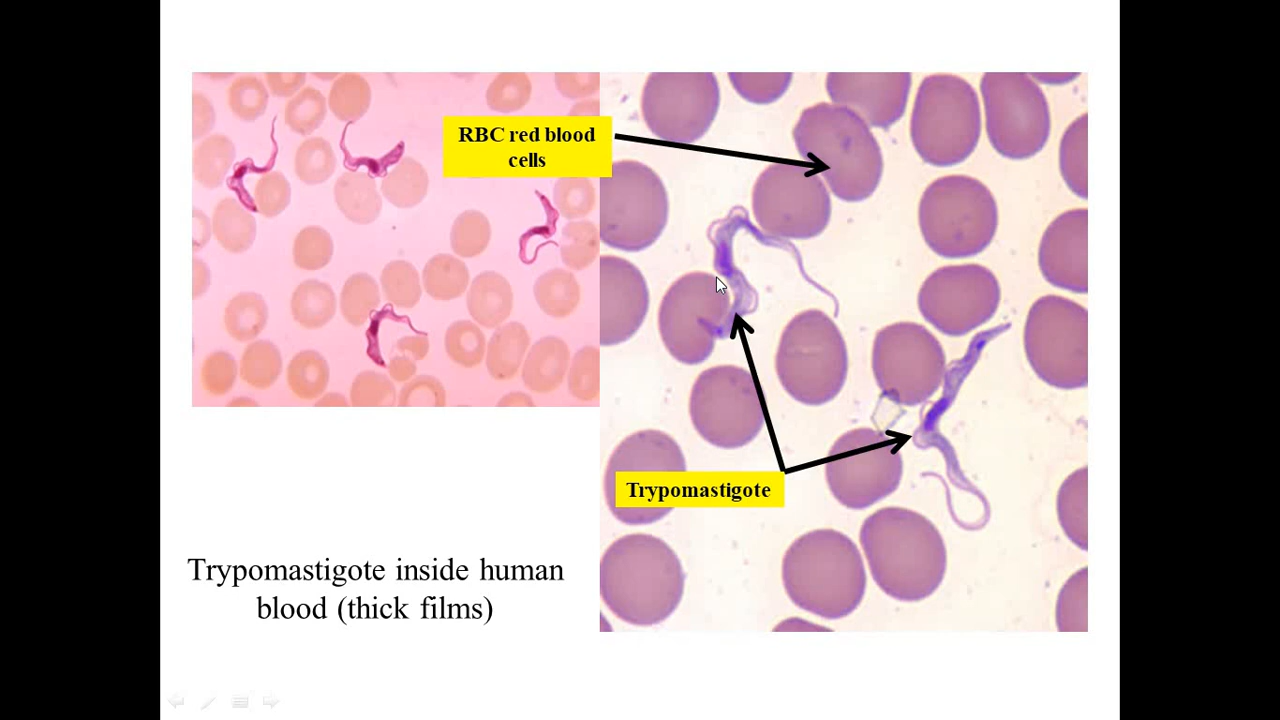 RBC red blood
cells
Trypomastigote
Trypomastigote inside human
blood (thick films)